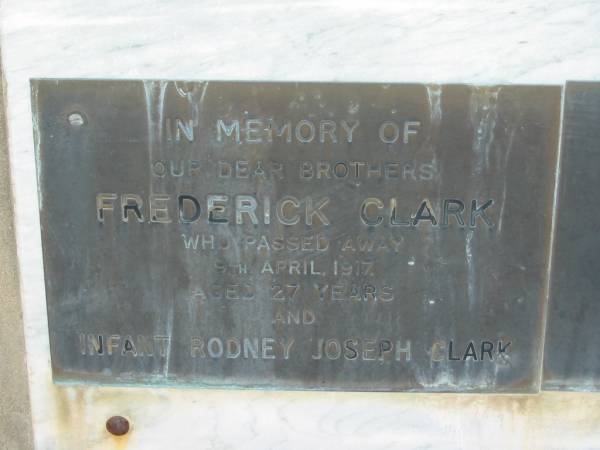 IN MEMORY OF
OUR DEAR BROTHERS
FREDERICK CLARK
WHO PASSED AWAY
9TH APRIL, 1917.
AGED 27 YEARS
AND
INFANT RODNEY JOSEPH CLARK